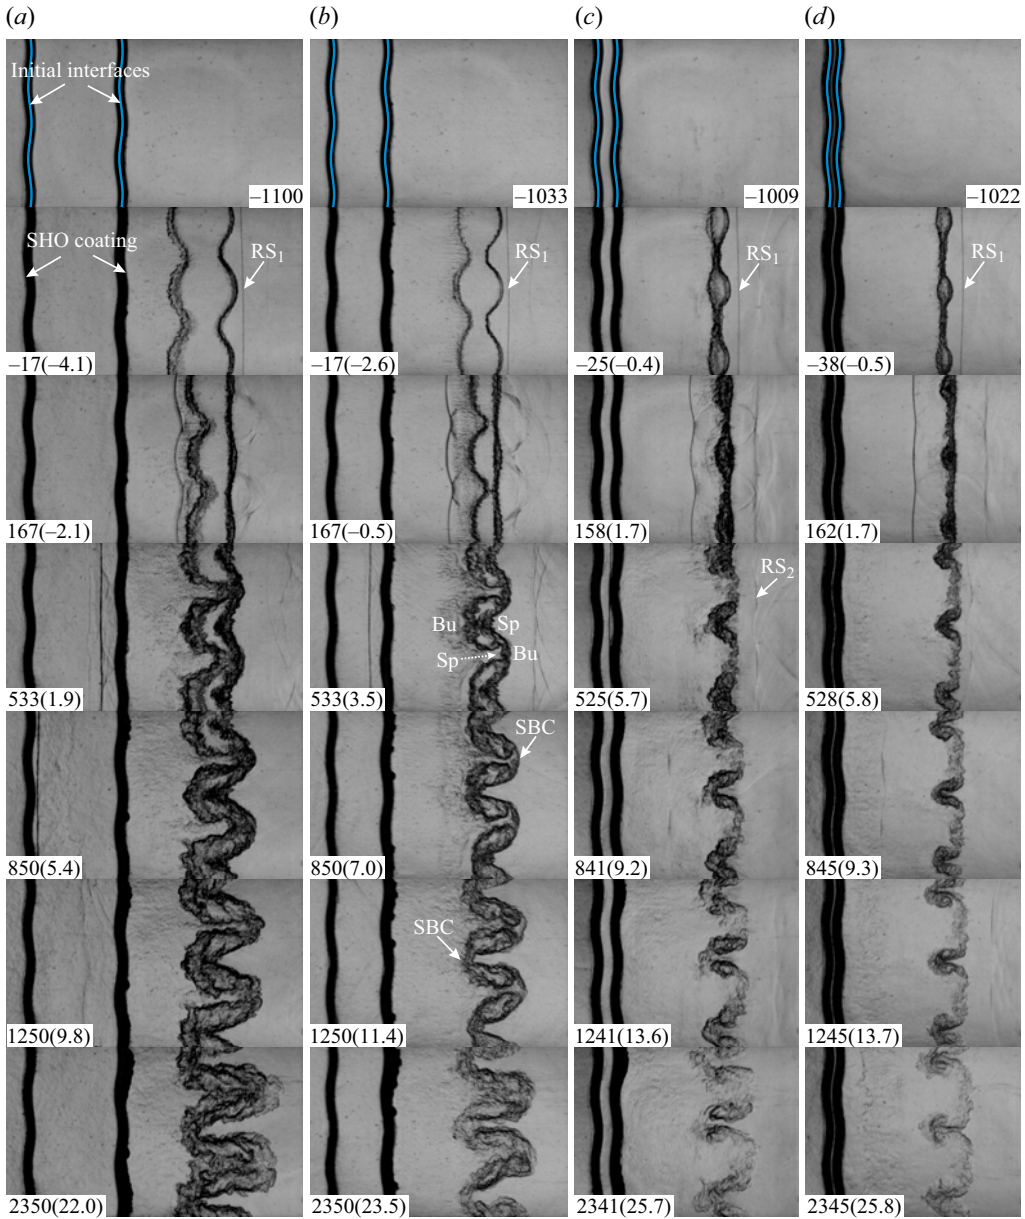 (a) (b) (c) (d)
Initial interfaces
–1100 –1033 –1009 –1022
SHO coating
RS1 RS1 RS1 RS1
–17(–4.1) –17(–2.6) –25(–0.4) –38(–0.5)
167(–2.1) 167(–0.5) 158(1.7) 162(1.7)
RS2
Bu Sp
Sp Bu
533(1.9) 533(3.5) 525(5.7) 528(5.8)
SBC
850(5.4) 850(7.0) 841(9.2) 845(9.3)
SBC
1250(9.8) 1250(11.4) 1241(13.6) 1245(13.7)
2350(22.0) 2350(23.5) 2341(25.7) 2345(25.8)